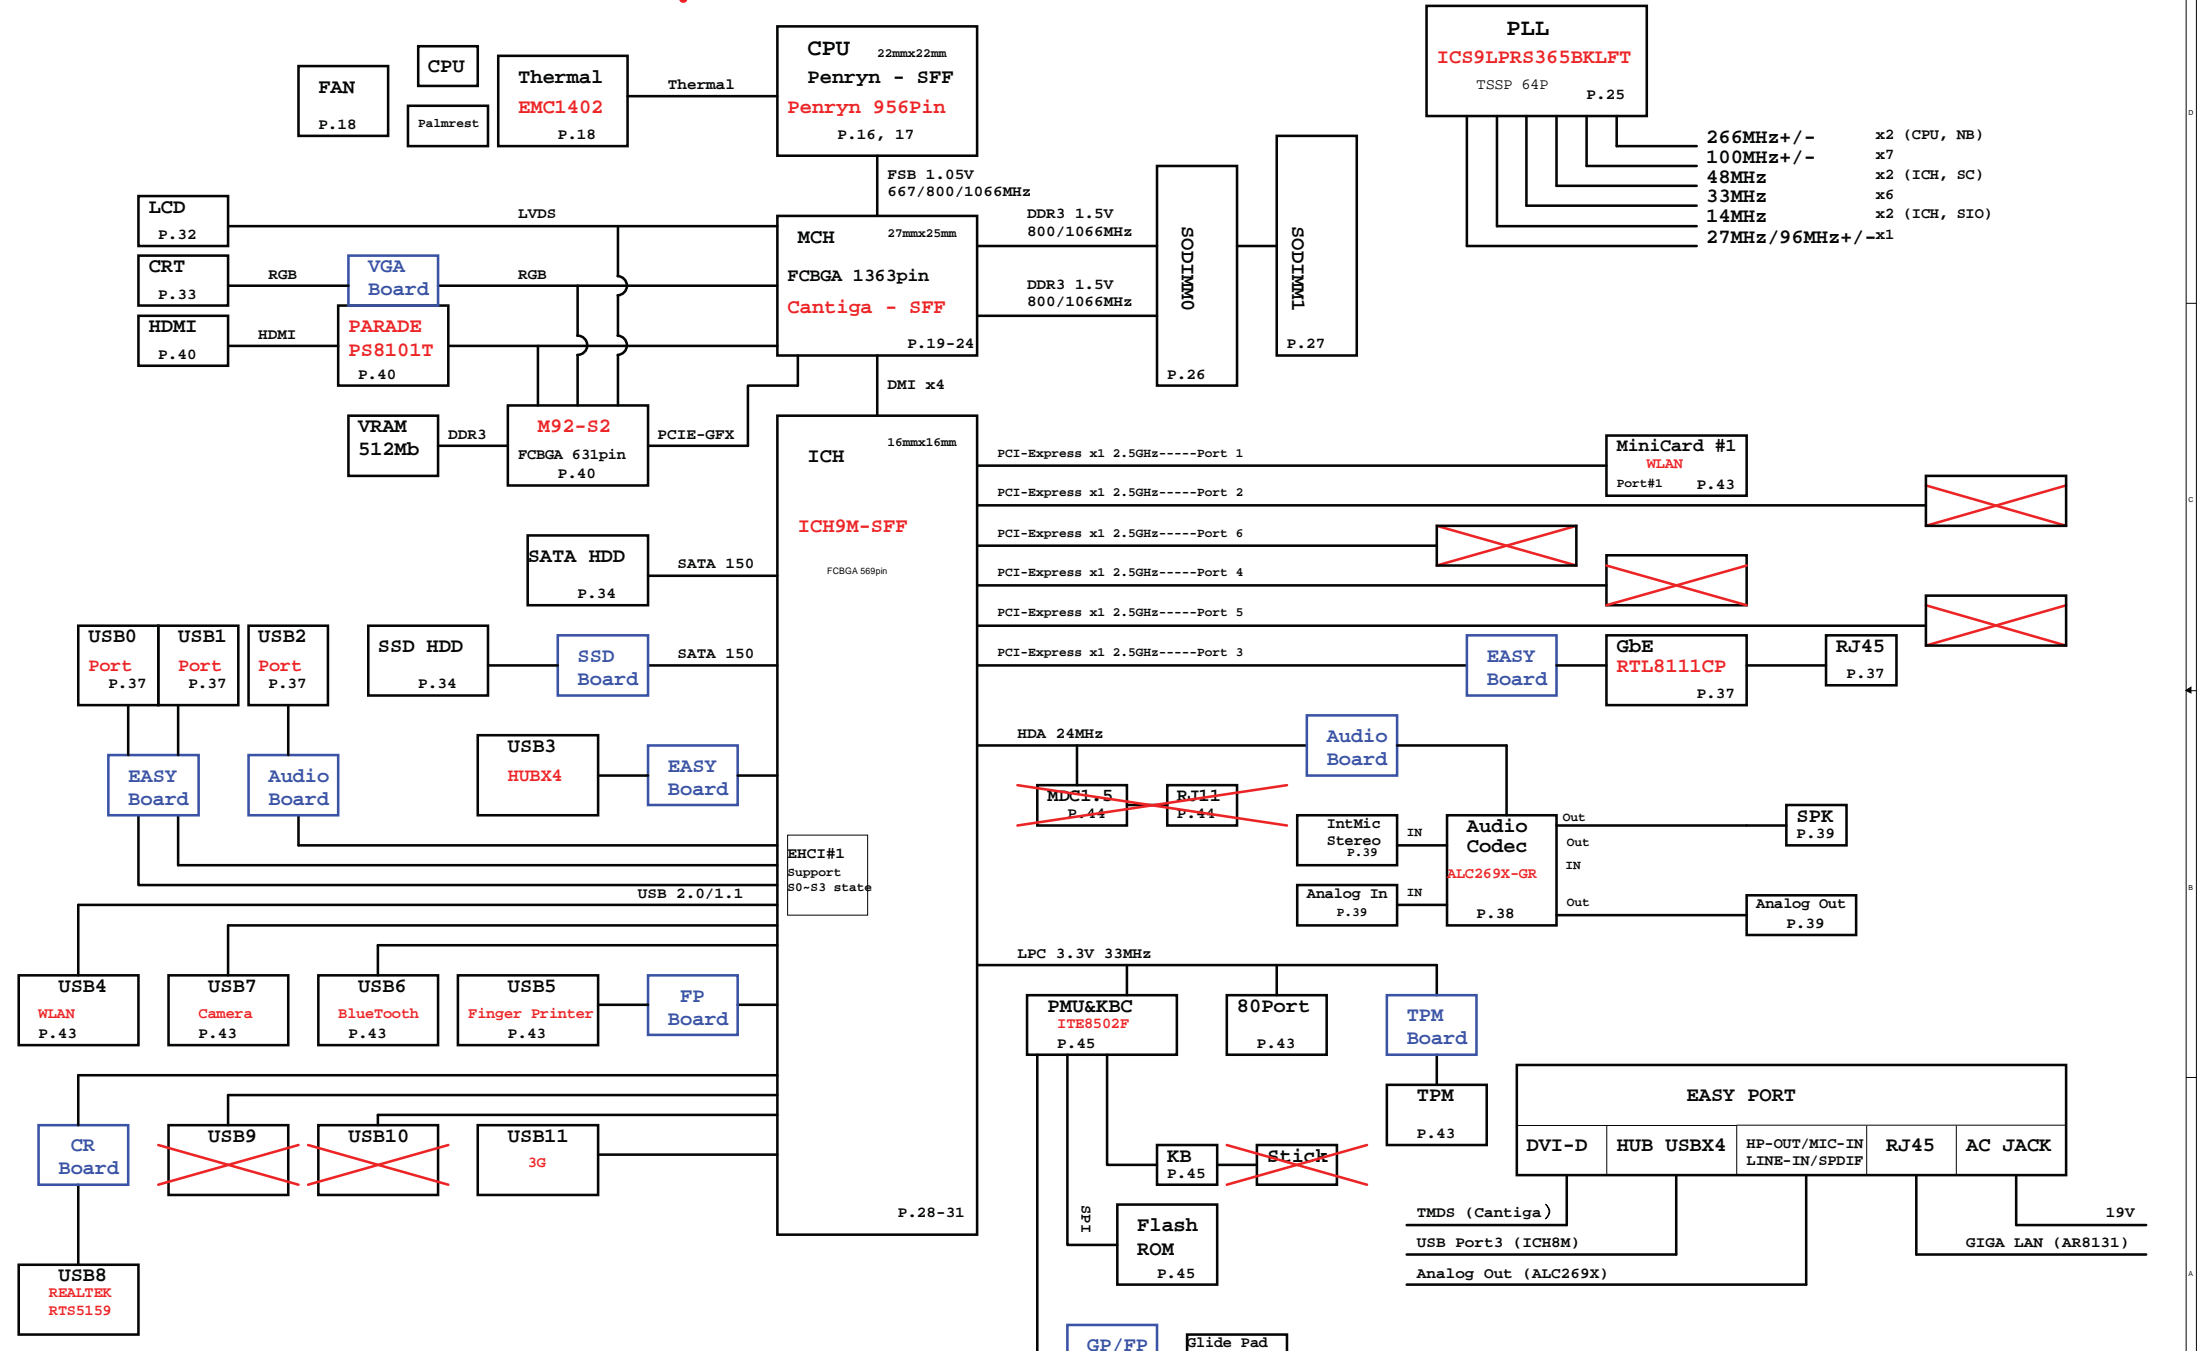 CPU 22mmx22mm
Penryn - SFF
Penryn 956Pin
P.16, 17
FAN
P.18
CPU
Palmrest
Thermal
EMC1402
P.18
Thermal
PLL
ICS9LPRS365BKLFT
TSSP 64P
P.25
266MHz+/- x2 (CPU, NB)
100MHz+/- x7
48MHz x2 (ICH, SC)
33MHz x6
14MHz x2 (ICH, SIO)
27MHz/96MHz+/-x1
FSB 1.05V
667/800/1066MHz
LCD
P.32
LVDS
CRT
P.33
RGB
VGA
Board
RGB
HDMI
P.40
HDMI
PARADE
PS8101T
P.40
MCH 27mmx25mm
FCBGA 1363pin
Cantiga - SFF
P.19-24
DDR3 1.5V
800/1066MHz
DDR3 1.5V
800/1066MHz
SODIMM0
P.26
SODIMM1
P.27
DMI x4
VRAM
512Mb
DDR3
M92-S2
FCBGA 631pin
P.40
PCIE-GFX
16mmx16mm
ICH
ICH9M-SFF
FCBGA 569pin
PCI-Express x1 2.5GHz-----Port 1
MiniCard #1
WLAN
Port#1 P.43
PCI-Express x1 2.5GHz-----Port 2
PCI-Express x1 2.5GHz-----Port 6
PCI-Express x1 2.5GHz-----Port 4
PCI-Express x1 2.5GHz-----Port 5
PCI-Express x1 2.5GHz-----Port 3
EASY
Board
GbE
RTL8111CP
P.37
RJ45
P.37
SATA HDD
P.34
SATA 150
SSD HDD
P.34
SSD
Board
SATA 150
USB0
Port
P.37
USB1
Port
P.37
USB2
Port
P.37
EASY
Board
Audio
Board
USB3
HUBX4
EASY
Board
HDA 24MHz
Audio
Board
MDC1.5
P.44
RJ11
P.44
IntMic
Stereo
P.39
IN
Analog In
P.39
IN
Audio
Codec
ALC269X-GR
P.38
Out
Out
IN
Out
SPK
P.39
Analog Out
P.39
EHCI#1
Support
S0~S3 state
USB 2.0/1.1
USB4
WLAN
P.43
USB7
Camera
P.43
USB6
BlueTooth
P.43
USB5
Finger Printer
P.43
FP
Board
LPC 3.3V 33MHz
PMU&KBC
ITE8502F
P.45
80Port
P.43
TPM
Board
TPM
P.43
CR
Board
USB9
USB10
USB11
3G
USB8
REALTEK
RTS5159
P.28-31
KB
P.45
Stick
SPI
Flash
ROM
P.45
GP/FP
Glide Pad
EASY PORT
DVI-D
HUB USBX4
HP-OUT/MIC-IN
LINE-IN/SPDIF
RJ45
AC JACK
TMDS (Cantiga)
USB Port3 (ICH8M)
Analog Out (ALC269X)
19V
GIGA LAN (AR8131)
D
C
B
A